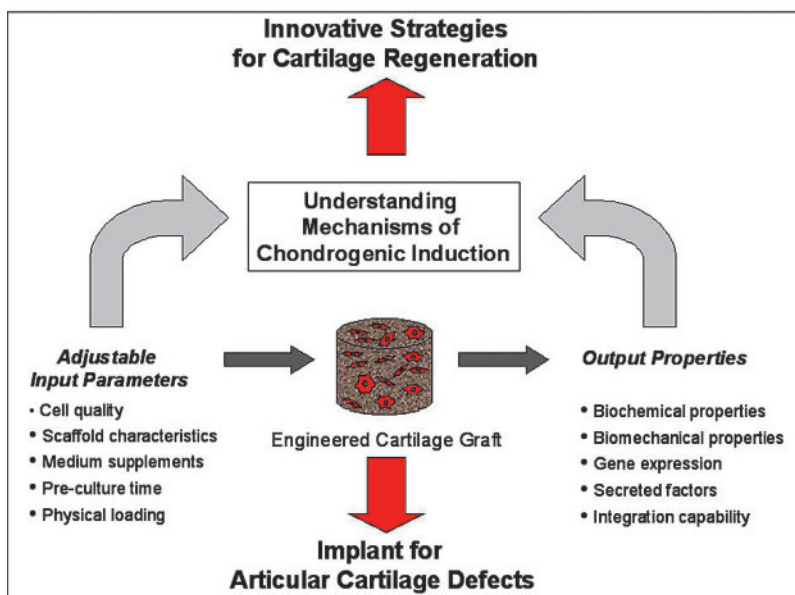 Innovative Strategies
for Cartilage Regeneration
Understanding
Mechanisms of
Chondrogenic Induction
Adjustable
Input Parameters
• Cell quality
• Scaffold characteristics
• Medium supplements
• Pre-culture time
• Physical loading
Engineered Cartilage Graft
Output Properties
• Biochemical properties
• Biomechanical properties
• Gene expression
• Secreted factors
• Integration capability
Implant for
Articular Cartilage Defects